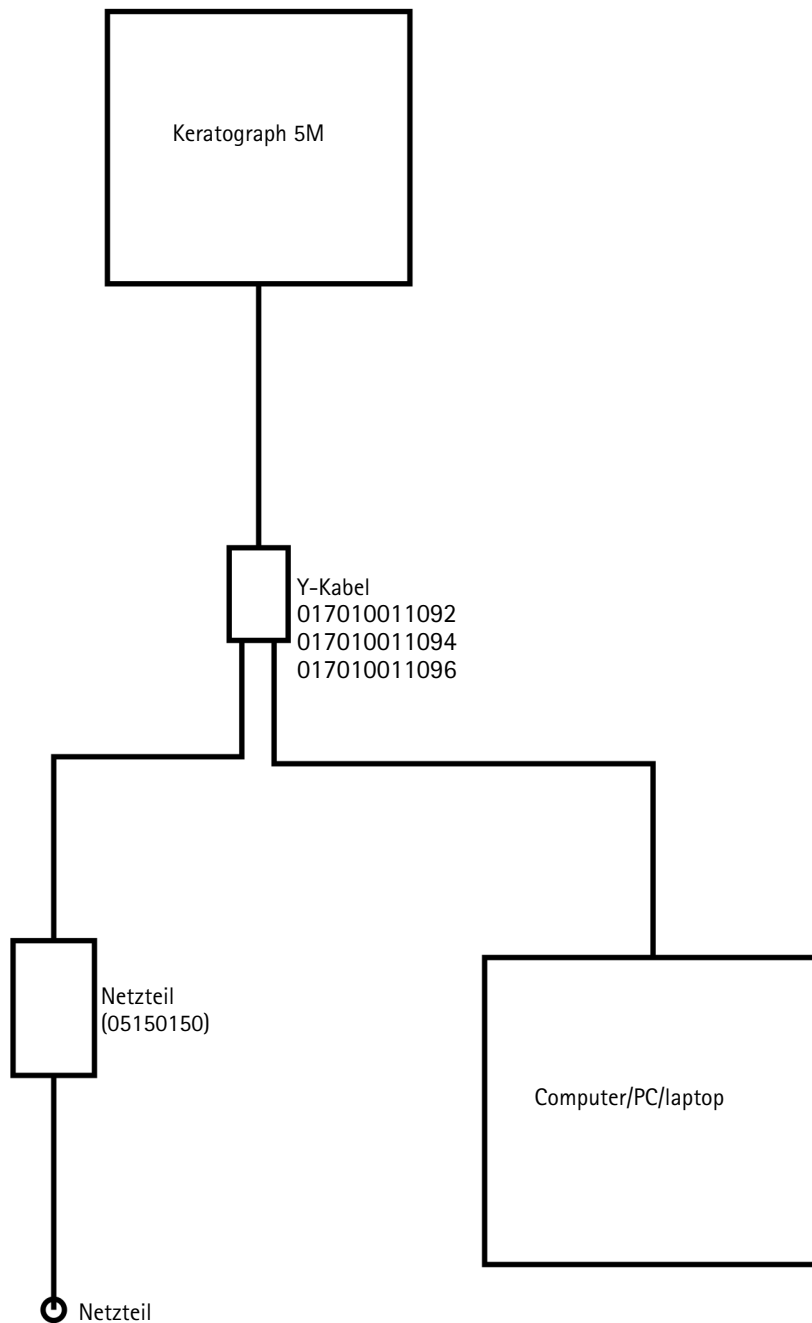 Keratograph 5M
Y-Kabel
017010011092
017010011094
017010011096
Netzteil
(05150150)
Computer/PC/laptop
Netzteil